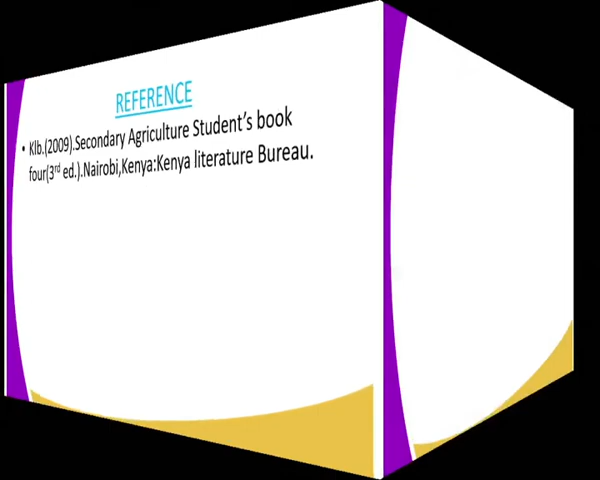 REFERENCE
• Klb.(2009).Secondary Agriculture Student's book
four(3rd ed.).Nairobi,Kenya:Kenya literature Bureau.